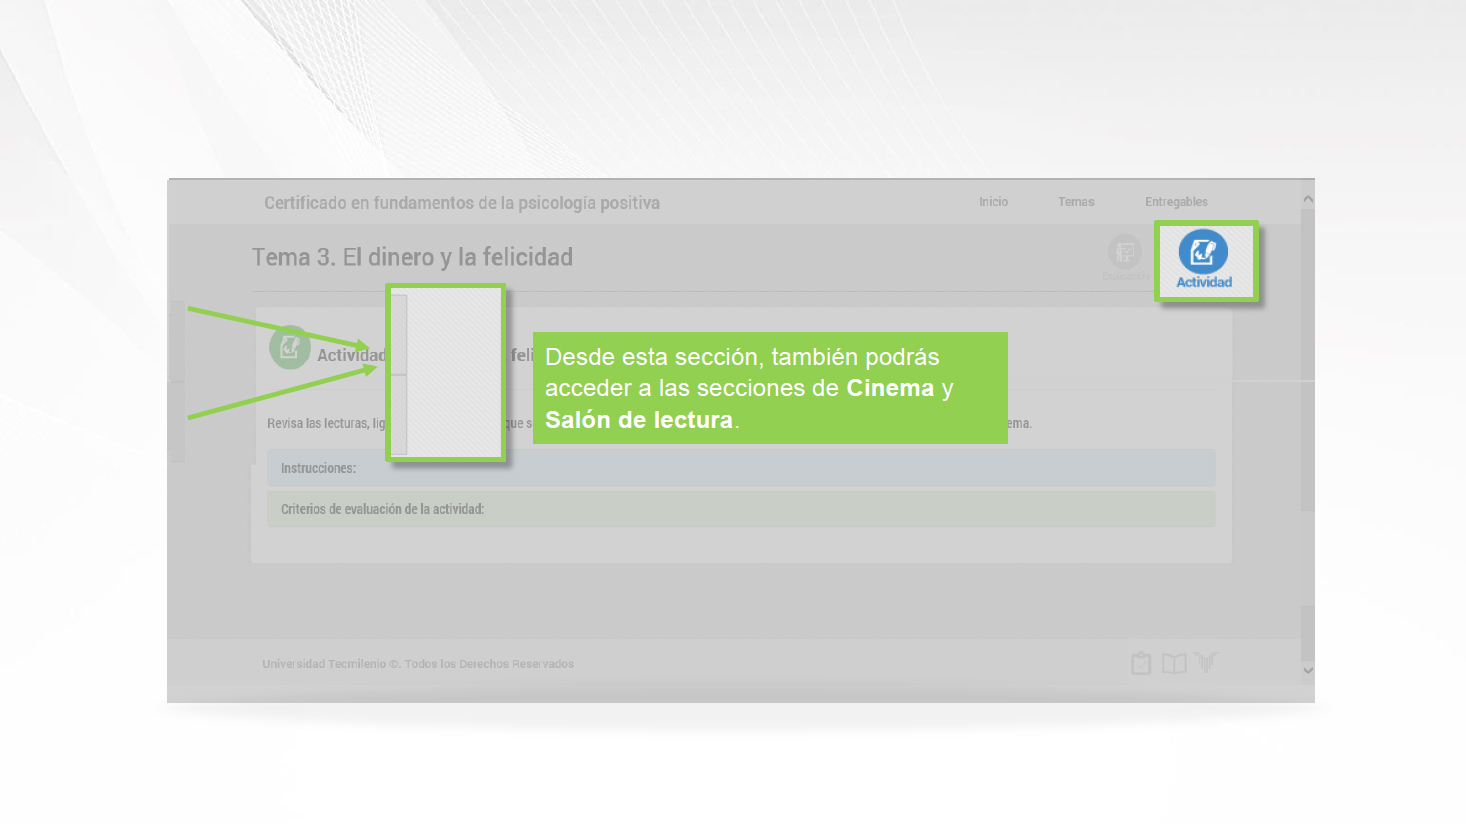 Certificado en fundamentos de la psicología positiva
Inicio Temas Entregables
Tema 3. El dinero y la felicidad
Actividad
Actividad
Desde esta sección, también podrás
acceder a las secciones de Cinema y
Salón de lectura.
Revisa las lecturas, lig que s ema.
Instrucciones:
Criterios de evaluación de la actividad:
Universidad Tecmilenio ©. Todos los Derechos Reservados